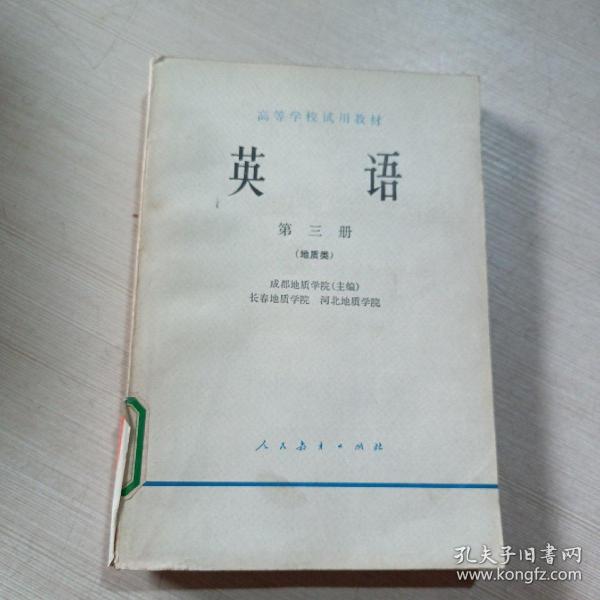 高等学校试用教材
英 语
第三册
(地质类)
成都地质学院(主编)
长春地质学院 河北地质学院
人民教育出版社
孔夫子旧书网
www.kongfz.com